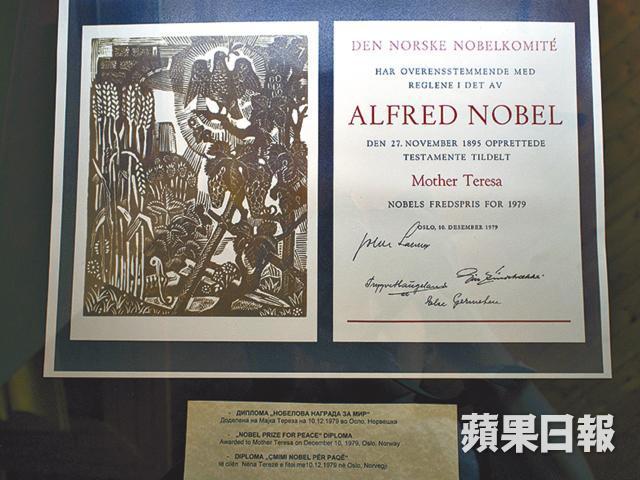 DEN NORSKE NOBELKOMITÉ
HAR OVERENSSTEMMENDE MED
REGLENE I DET AV
ALFRED NOBEL
DEN 27. NOVEMBER 1895 OPPRETTEDE
TESTAMENTE TILDELT
Mother Teresa
NOBELS FREDSPRIS FOR 1979
OSLO, 10. DESEMBER 1979
- ДИПЛОМА „НОБЕЛОВА НАГРАДА ЗА МИР“
Доделена на Мајка Тереза на 10.12.1979 во Осло, Норвешка
- „NOBEL PRIZE FOR PEACE“ DIPLOMA
Awarded to Mother Teresa on December 10, 1979, Oslo, Norway
- DIPLOMA „ÇMIMI NOBEL PËR PAQË“
të cilën Nëna Terezë e fitoi me10.12.1979 në Oslo, Norvegji
蘋果日報